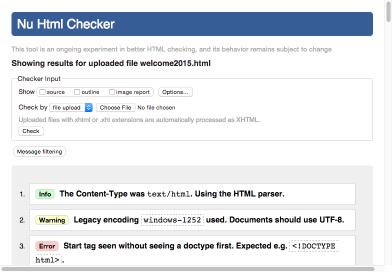 Nu Html Checker
This tool is an ongoing experiment in better HTML checking, and its behavior remains subject to change
Showing results for uploaded file welcome2015.html
Checker Input
Show source outline image report Options...
Check by file upload Choose File No file chosen
Uploaded files with xhtml or .xht extensions are automatically processed as XHTML.
Check
Message filtering
1. Info The Content-Type was text/html. Using the HTML parser.
2. Warning Legacy encoding windows-1252 used. Documents should use UTF-8.
3. Error Start tag seen without seeing a doctype first. Expected e.g. <!DOCTYPE
html>.